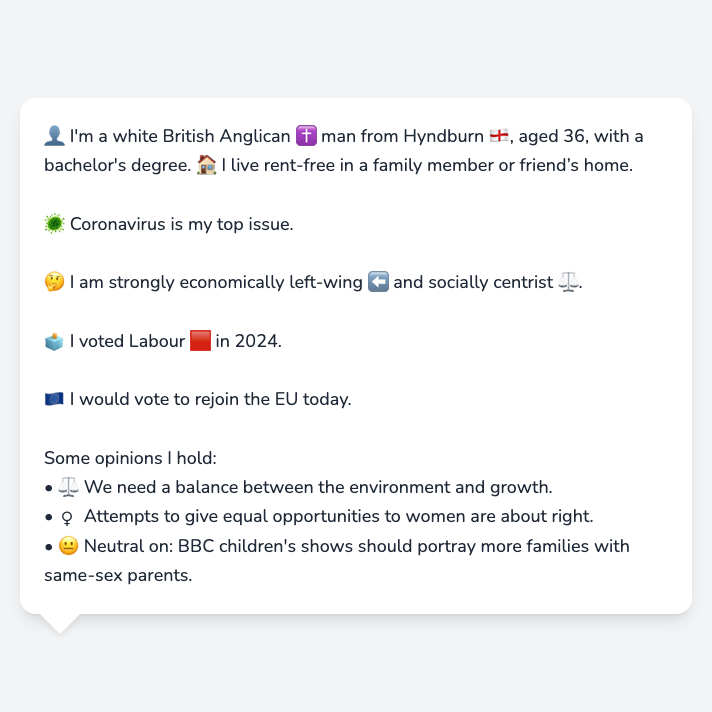 👤 I'm a white British Anglican ✝️ man from Hyndburn 🏴󠁧󠁢󠁥󠁮󠁧󠁿, aged 36, with a
bachelor's degree. 🏠 I live rent-free in a family member or friend’s home.
🦠 Coronavirus is my top issue.
🤔 I am strongly economically left-wing ⬅️ and socially centrist ⚖️.
🗳️ I voted Labour 🟥 in 2024.
🇪🇺 I would vote to rejoin the EU today.
Some opinions I hold:
• ⚖️ We need a balance between the environment and growth.
• ♀ Attempts to give equal opportunities to women are about right.
• 😐 Neutral on: BBC children's shows should portray more families with
same-sex parents.